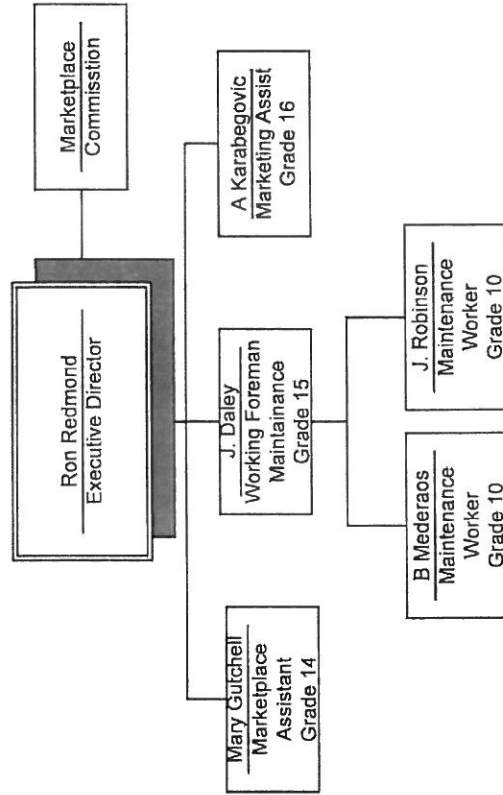 Ron Redmond
Executive Director
Marketplace
Commisstion
Mary Gutchell
Marketplace
Assistant
Grade 14
J. Daley
Working Foreman
Maintainance
Grade 15
A Karabegovic
Marketing Assist
Grade 16
B Mederaos
Maintenance
Worker
Grade 10
J. Robinson
Maintenance
Worker
Grade 10